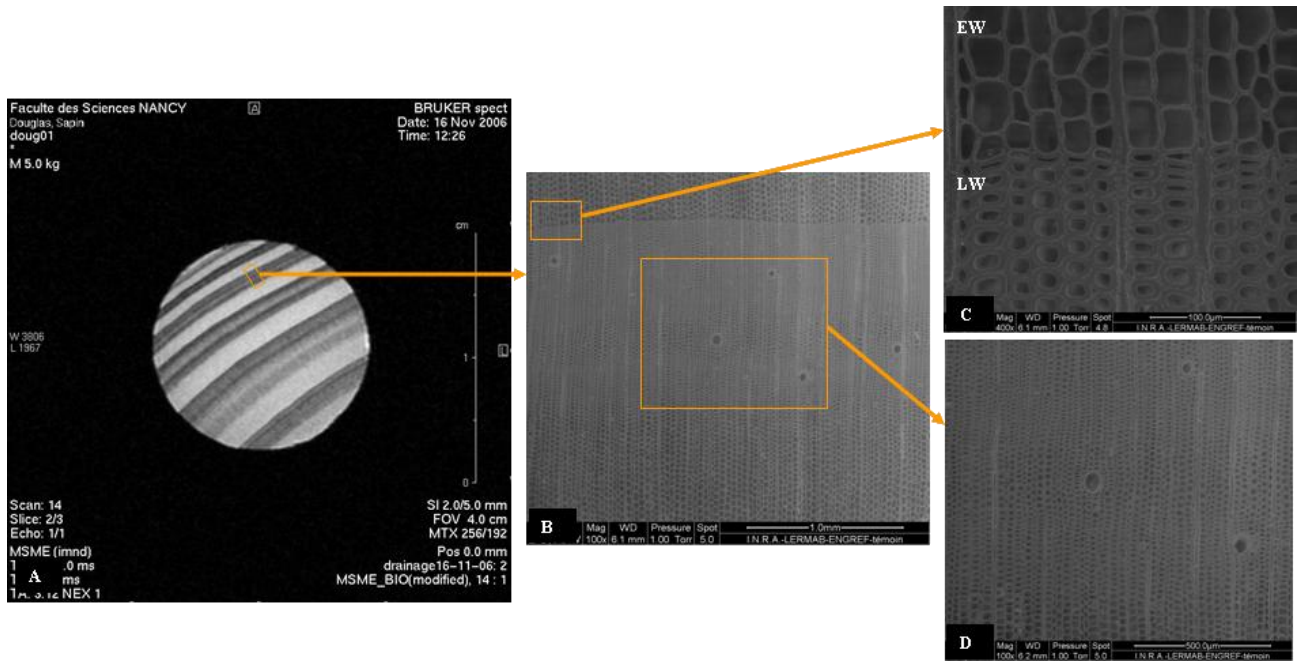 Faculte des Sciences NANCY
A
BRUKER spect
Douglas, Sapin
Date: 16 Nov 2006
doug01
Time: 12:26
*
M 5.0 kg
cm
W 3806
L 1967
1
L
0
Scan: 14
SI 2.0/5.0 mm
Slice: 2/3
FOV 4.0 cm
Echo: 1/1
MTX 256/192
MSME (imnd)
Pos 0.0 mm
.0 ms
drainage16-11-06: 2
ms
MSME_BIO(modified), 14 : 1
NEX 1
A
Mag WD Pressure Spot
1.0mm
100x 6.1 mm 1.00 Torr 5.0
I.N.R.A.-LERMAB-ENGREF-témoin
B
EW
LW
C
Mag WD Pressure Spot
100.0µm
400x 6.1 mm 1.00 Torr 4.8
I.N.R.A.-LERMAB-ENGREF-témoin
D
Mag WD Pressure Spot
500.0µm
100x 6.2 mm 1.00 Torr 5.0
I.N.R.A.-LERMAB-ENGREF-témoin